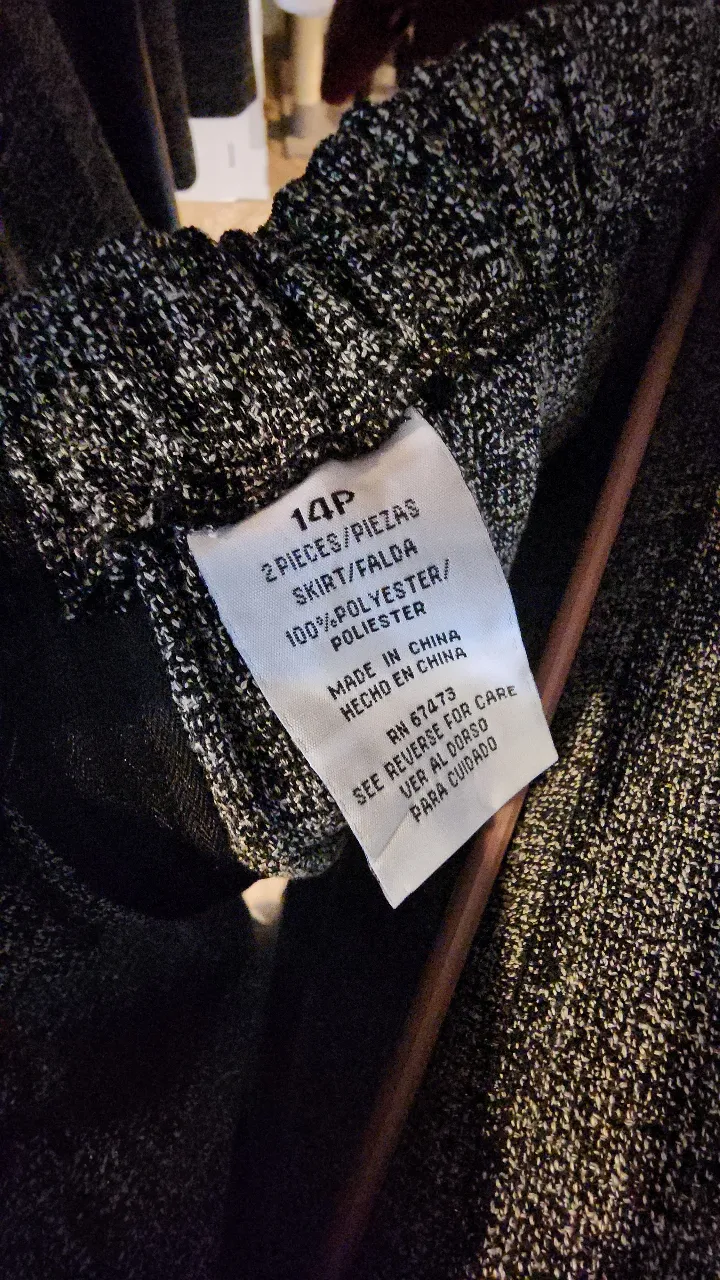 14P
2 PIECES/PIEZAS
SKIRT/FALDA
100% POLYESTER/
POLIESTER
MADE IN CHINA
HECHO EN CHINA
RN 67473
SEE REVERSE FOR CARE
VER AL DORSO
PARA CUIDADO